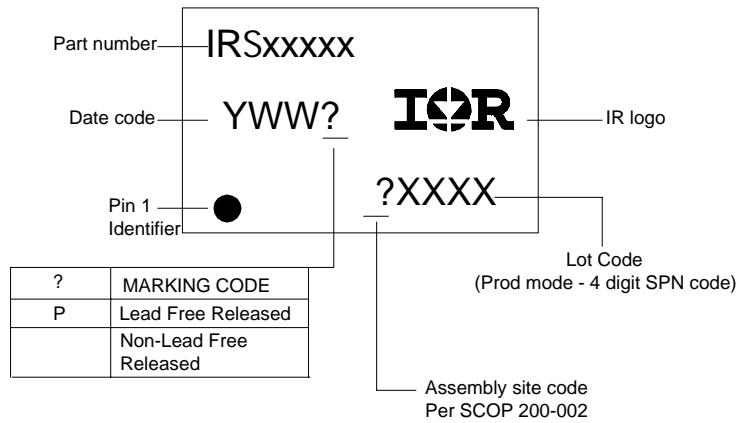 Part number
IRSxxxxx
Date code
YWW?
IOR
IR logo
Pin 1
Identifier
?XXXX
Lot Code
(Prod mode - 4 digit SPN code)
? MARKING CODE
P Lead Free Released
Non-Lead Free
Released
Assembly site code
Per SCOP 200-002